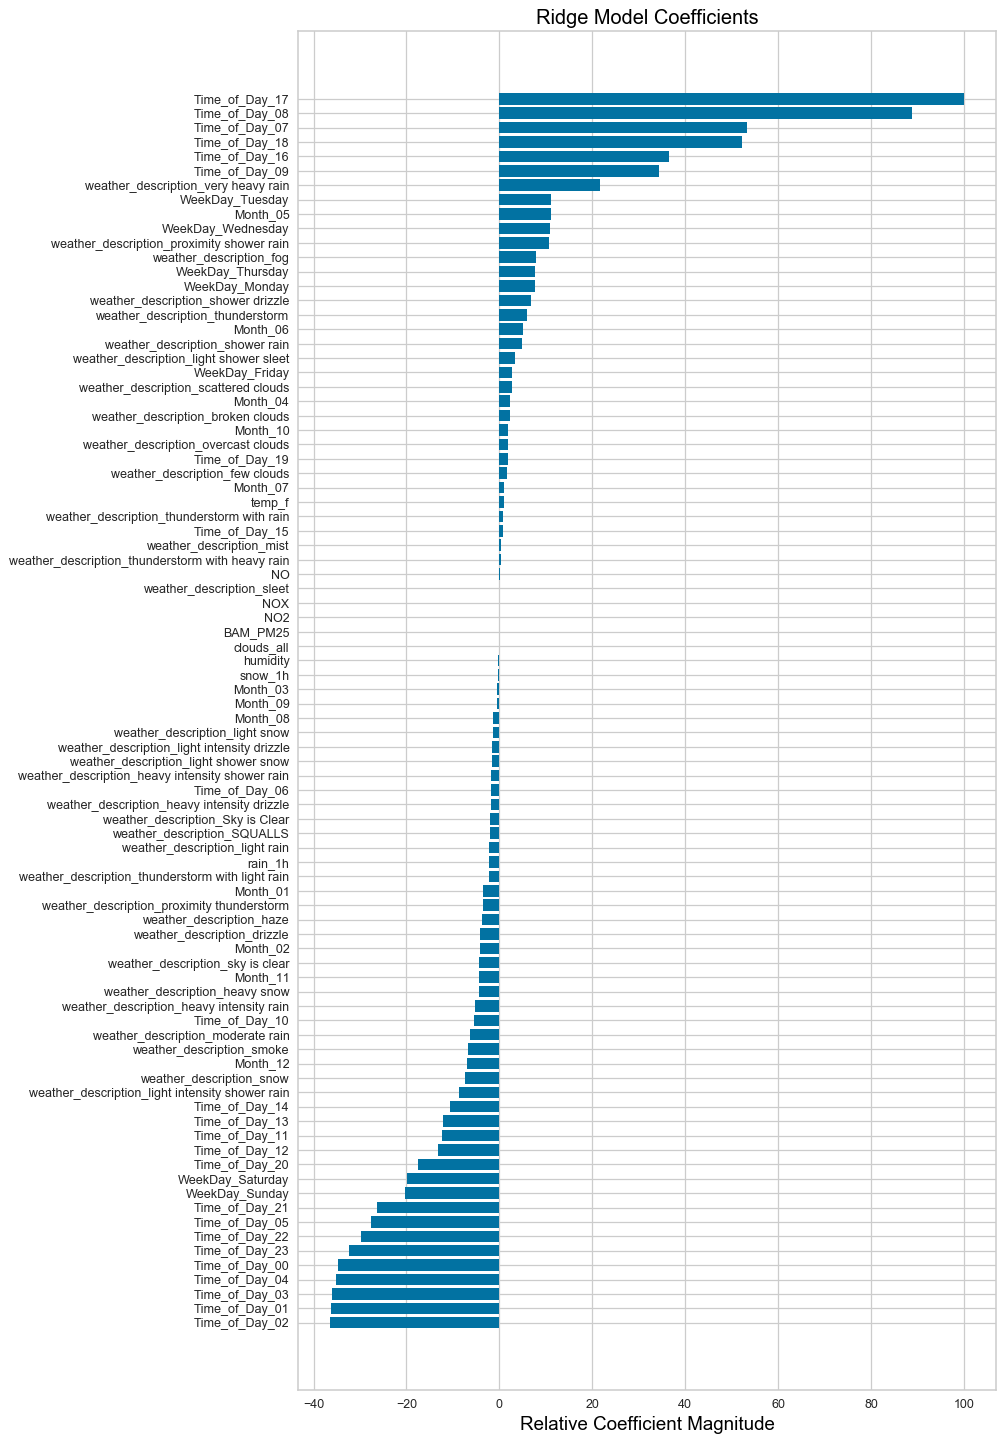 Ridge Model Coefficients
Time_of_Day_17
Time_of_Day_08
Time_of_Day_07
Time_of_Day_18
Time_of_Day_16
Time_of_Day_09
weather_description_very heavy rain
WeekDay_Tuesday
Month_05
WeekDay_Wednesday
weather_description_proximity shower rain
weather_description_fog
WeekDay_Thursday
WeekDay_Monday
weather_description_shower drizzle
weather_description_thunderstorm
Month_06
weather_description_shower rain
weather_description_light shower sleet
WeekDay_Friday
weather_description_scattered clouds
Month_04
weather_description_broken clouds
Month_10
weather_description_overcast clouds
Time_of_Day_19
weather_description_few clouds
Month_07
temp_f
weather_description_thunderstorm with rain
Time_of_Day_15
weather_description_mist
weather_description_thunderstorm with heavy rain
NO
weather_description_sleet
NOX
NO2
BAM_PM25
clouds_all
humidity
snow_1h
Month_03
Month_09
Month_08
weather_description_light snow
weather_description_light intensity drizzle
weather_description_light shower snow
weather_description_heavy intensity shower rain
Time_of_Day_06
weather_description_heavy intensity drizzle
weather_description_Sky is Clear
weather_description_SQUALLS
weather_description_light rain
rain_1h
weather_description_thunderstorm with light rain
Month_01
weather_description_proximity thunderstorm
weather_description_haze
weather_description_drizzle
Month_02
weather_description_sky is clear
Month_11
weather_description_heavy snow
weather_description_heavy intensity rain
Time_of_Day_10
weather_description_moderate rain
weather_description_smoke
Month_12
weather_description_snow
weather_description_light intensity shower rain
Time_of_Day_14
Time_of_Day_13
Time_of_Day_11
Time_of_Day_12
Time_of_Day_20
WeekDay_Saturday
WeekDay_Sunday
Time_of_Day_21
Time_of_Day_05
Time_of_Day_22
Time_of_Day_23
Time_of_Day_00
Time_of_Day_04
Time_of_Day_03
Time_of_Day_01
Time_of_Day_02
−40 −20 0 20 40 60 80 100
Relative Coefficient Magnitude